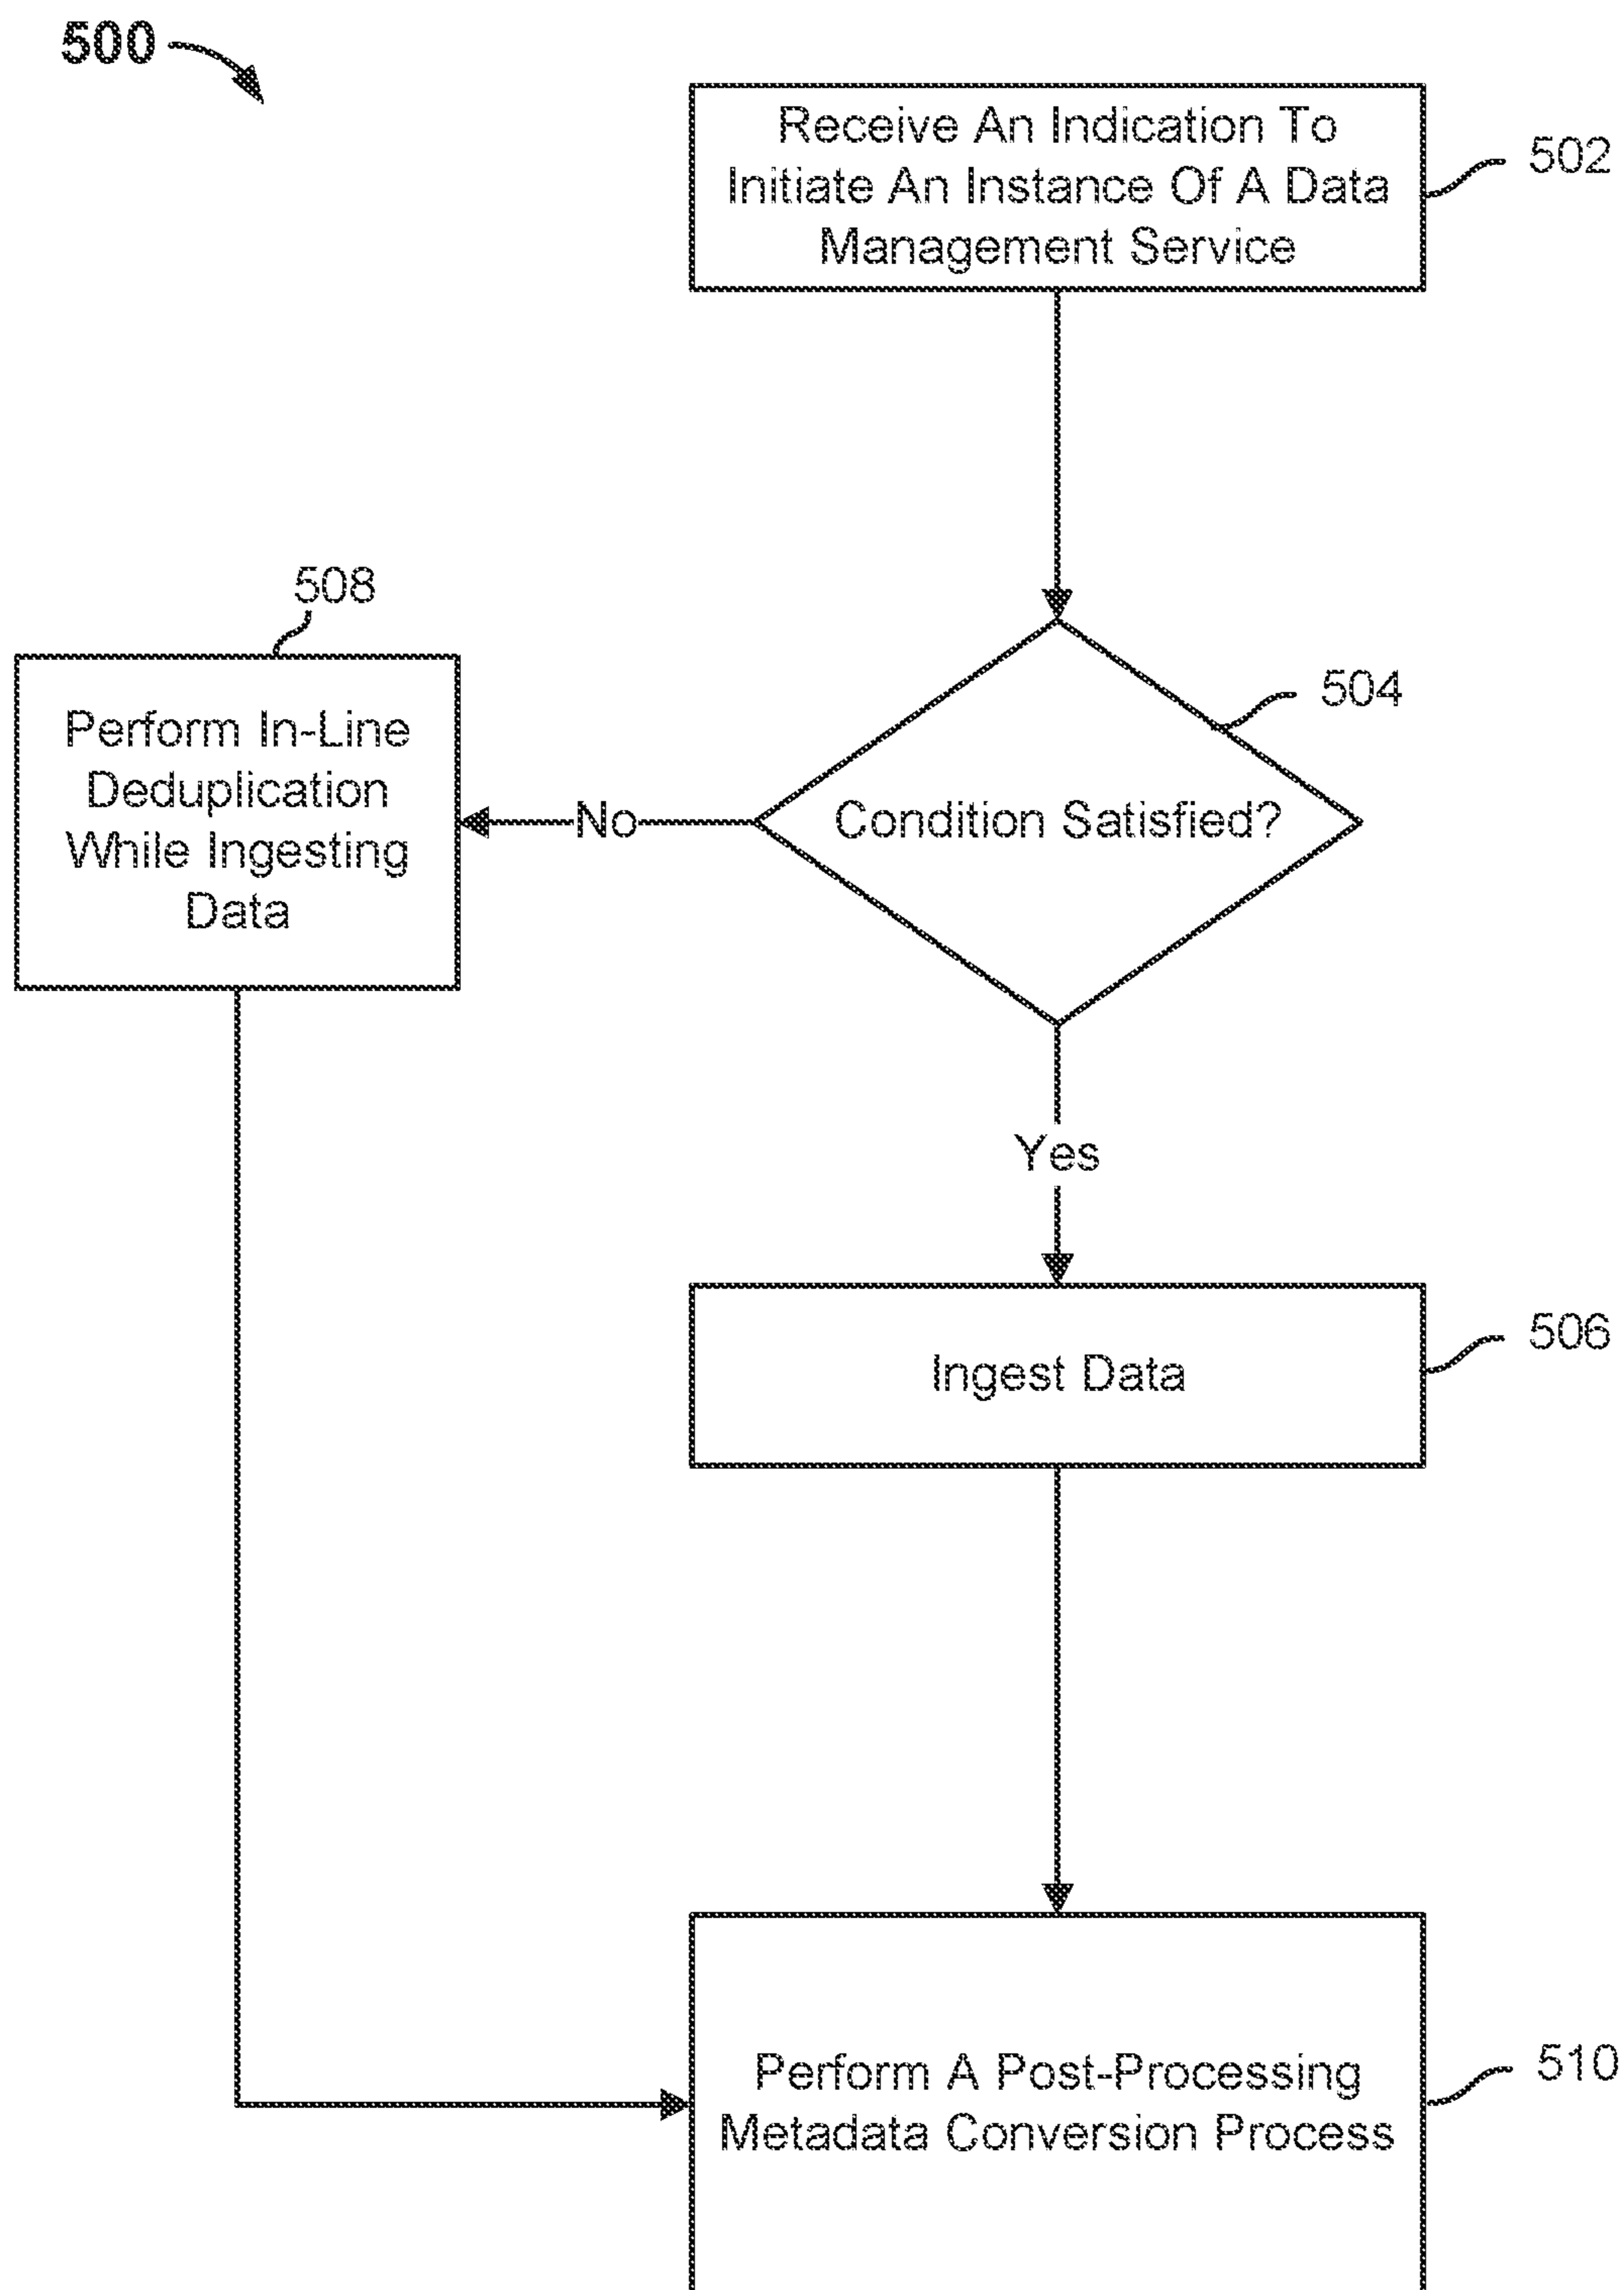 500
Receive An Indication To
Initiate An Instance Of A Data
Management Service
502
508
504
Perform In-Line
Deduplication
While Ingesting
Data
No
Condition Satisfied?
Yes
Ingest Data
506
Perform A Post-Processing
Metadata Conversion Process
510